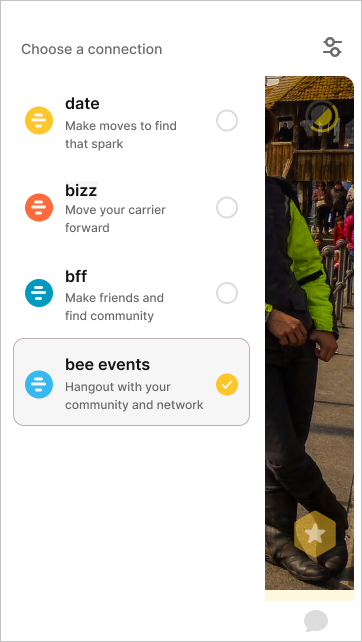 Choose a connection
date
Make moves to find
that spark
bizz
Move your carrier
forward
bff
Make friends and
find community
bee events
Hangout with your
community and network